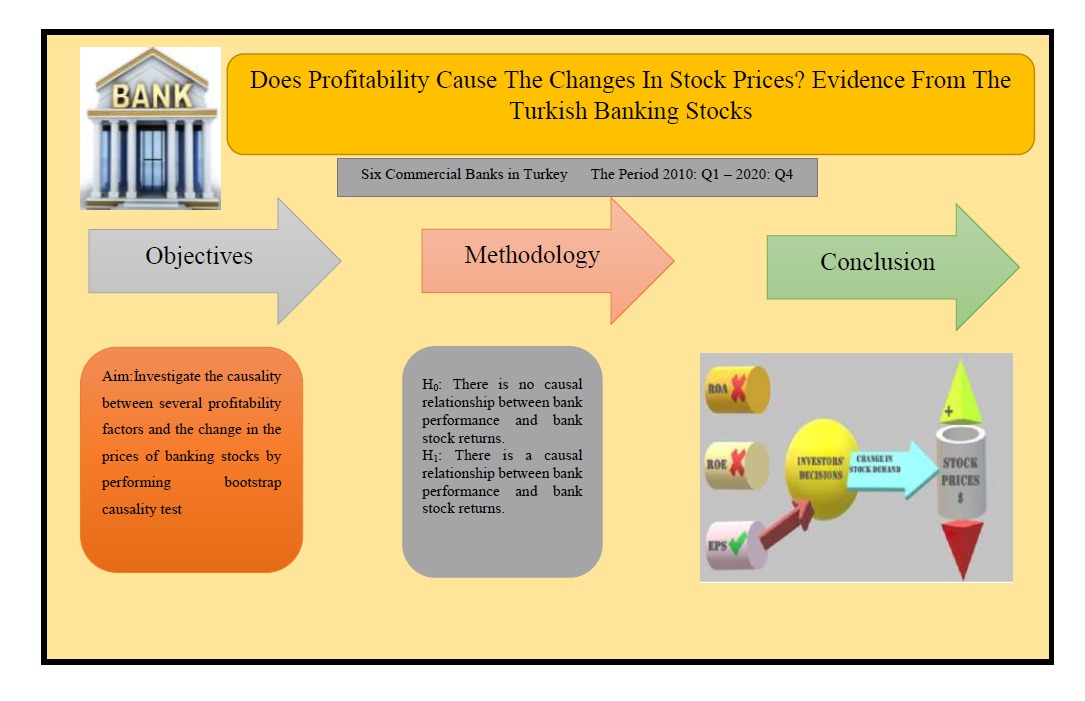 BANK
Does Profitability Cause The Changes In Stock Prices? Evidence From The
Turkish Banking Stocks
Six Commercial Banks in Turkey The Period 2010: Q1 – 2020: Q4
Objectives
Methodology
Conclusion
Aim:İnvestigate the causality
between several profitability
factors and the change in the
prices of banking stocks by
performing bootstrap
causality test
H₀: There is no causal
relationship between bank
performance and bank
stock returns.
H₁: There is a causal
relationship between bank
performance and bank
stock returns.
ROA
ROE
EPS
INVESTORS'
DECISIONS
CHANGE IN
STOCK DEMAND
+
STOCK
PRICES
$